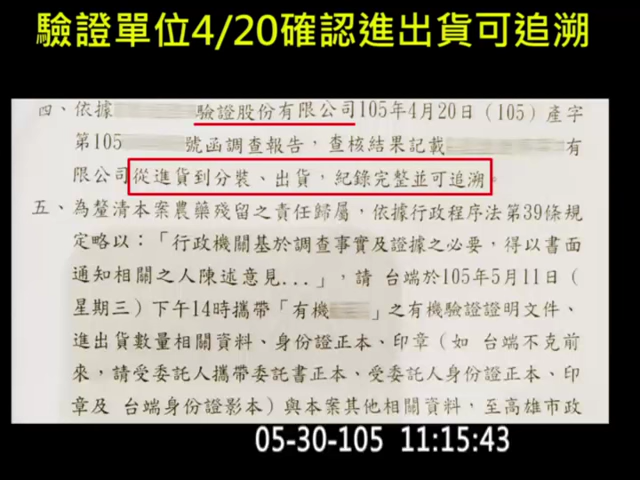 驗證單位4/20確認進出貨可追溯
四、依據 驗證股份有限公司105年4月20日（105）產字
第105 號函調查報告，查核結果記載 有
限公司從進貨到分裝、出貨，紀錄完整並可追溯。
五、為釐清本案農藥殘留之責任歸屬，依據行政程序法第39條規
定略以：「行政機關基於調查事實及證據之必要，得以書面
通知相關之人陳述意見...」，請 台端於105年5月11日（
星期三）下午14時攜帶「有機 」之有機驗證證明文件、
進出貨數量相關資料、身份證正本、印章（如 台端不克前
來，請受委託人攜帶委託書正本、受委託人身份證正本、印
章及 台端身份證影本）與本案其他相關資料，至高雄市政
05-30-105 11:15:43